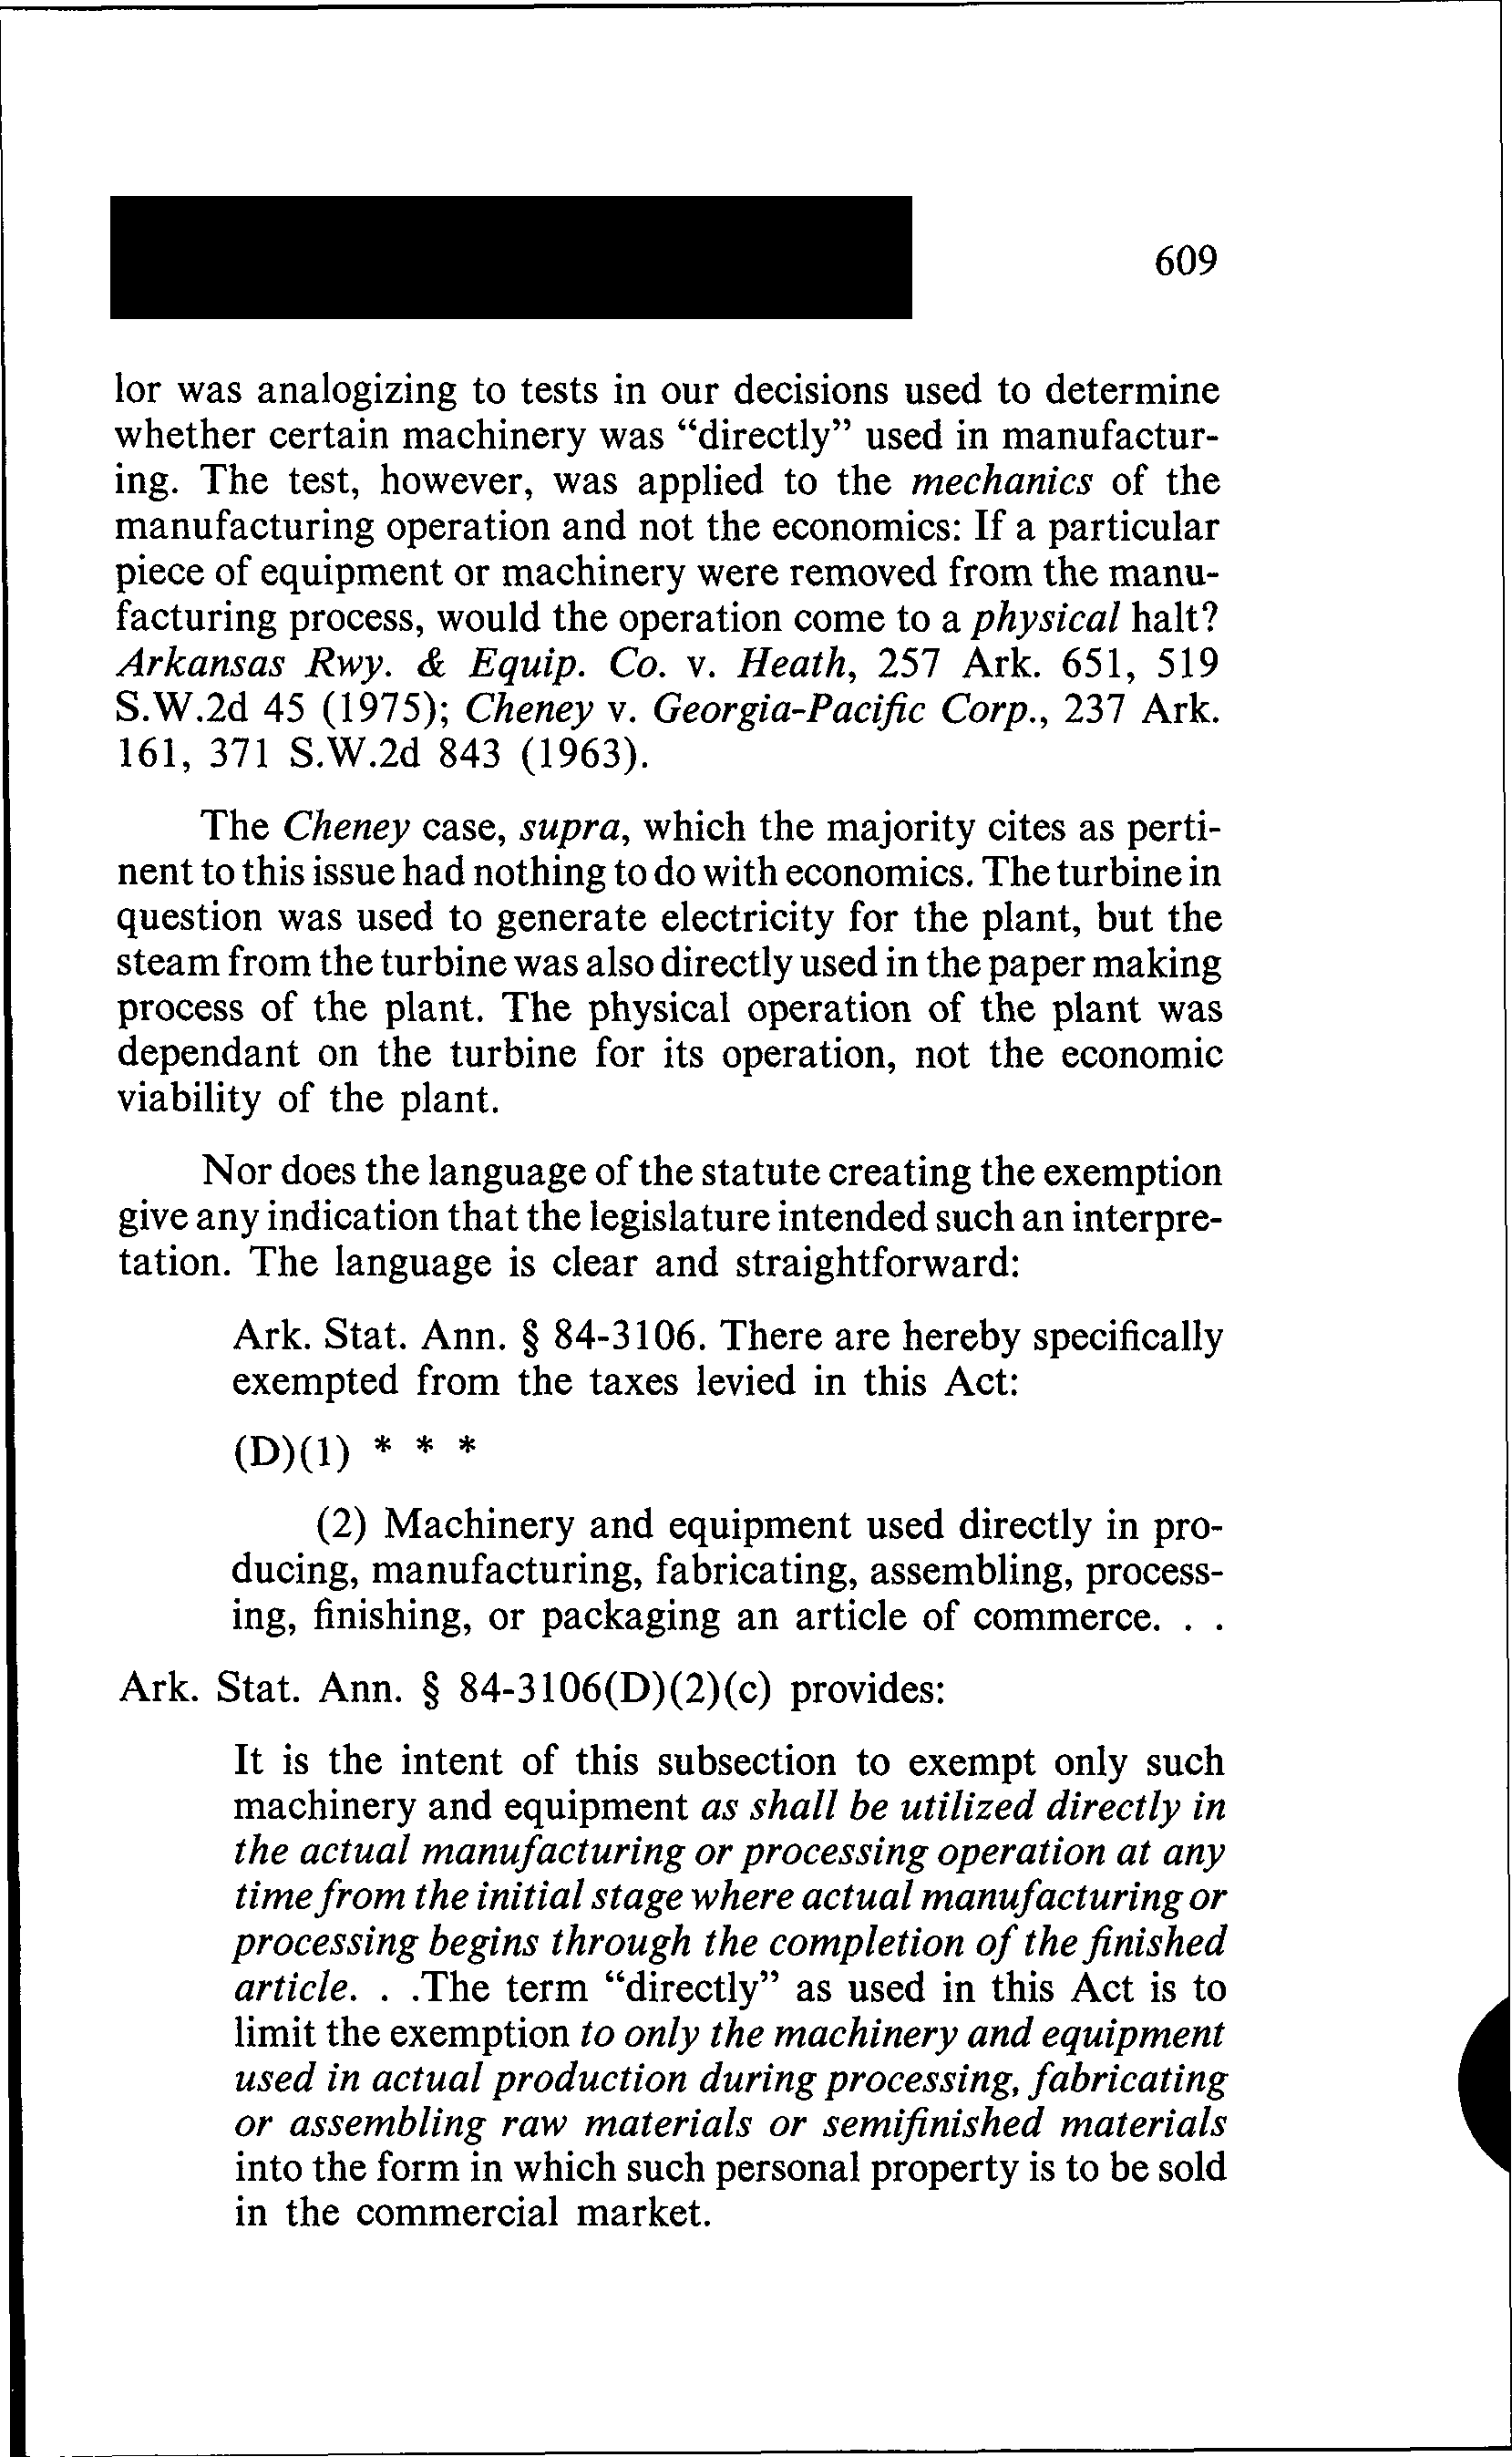 609
lor was analogizing to tests in our decisions used to determine
whether certain machinery was “directly” used in manufactur-
ing. The test, however, was applied to the mechanics of the
manufacturing operation and not the economics: If a particular
piece of equipment or machinery were removed from the manu-
facturing process, would the operation come to a physical halt?
Arkansas Rwy. & Equip. Co. v. Heath, 257 Ark. 651, 519
S.W.2d 45 (1975); Cheney v. Georgia-Pacific Corp., 237 Ark.
161, 371 S.W.2d 843 (1963).
The Cheney case, supra, which the majority cites as perti-
nent to this issue had nothing to do with economics. The turbine in
question was used to generate electricity for the plant, but the
steam from the turbine was also directly used in the paper making
process of the plant. The physical operation of the plant was
dependant on the turbine for its operation, not the economic
viability of the plant.
Nor does the language of the statute creating the exemption
give any indication that the legislature intended such an interpre-
tation. The language is clear and straightforward:
Ark. Stat. Ann. § 84-3106. There are hereby specifically
exempted from the taxes levied in this Act:
(D)(1) * * *
(2) Machinery and equipment used directly in pro-
ducing, manufacturing, fabricating, assembling, process-
ing, finishing, or packaging an article of commerce. . .
Ark. Stat. Ann. § 84-3106(D)(2)(c) provides:
It is the intent of this subsection to exempt only such
machinery and equipment as shall be utilized directly in
the actual manufacturing or processing operation at any
time from the initial stage where actual manufacturing or
processing begins through the completion of the finished
article. . .The term “directly” as used in this Act is to
limit the exemption to only the machinery and equipment
used in actual production during processing, fabricating
or assembling raw materials or semifinished materials
into the form in which such personal property is to be sold
in the commercial market.